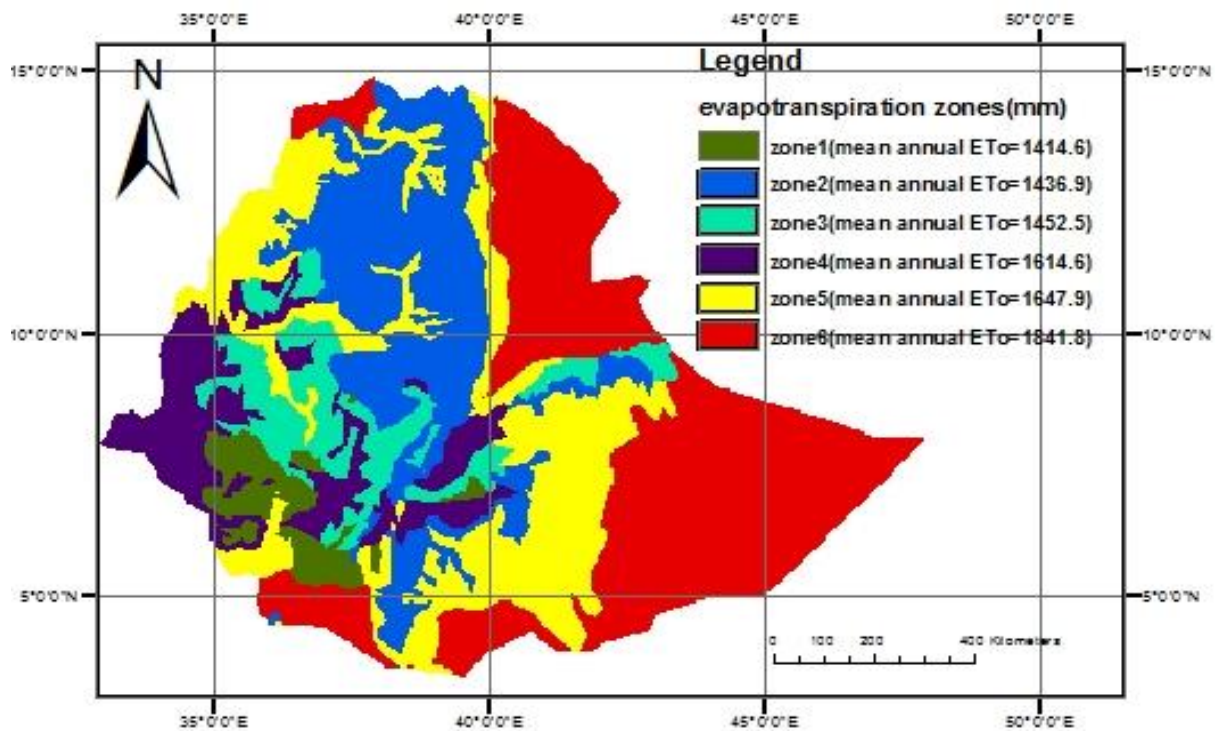 35°0'0"E 40°0'0"E 45°0'0"E 50°0'0"E
15°0'0"N 15°0'0"N
N
Legend
evapotranspiration zones(mm)
zone1(mean annual ETo=1414.6)
zone2(mean annual ETo=1436.9)
zone3(mean annual ETo=1452.5)
zone4(mean annual ETo=1614.6)
zone5(mean annual ETo=1647.9)
zone6(mean annual ETo=1841.8)
10°0'0"N 10°0'0"N
5°0'0"N 5°0'0"N
0 100 200 400 Kilometers
35°0'0"E 40°0'0"E 45°0'0"E 50°0'0"E